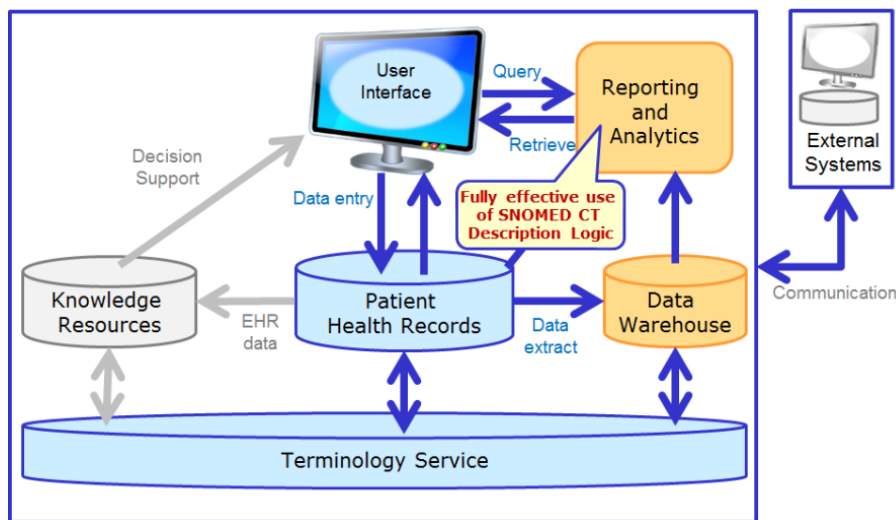 User
Interface
Query
Reporting
and
Analytics
Retrieve
External
Systems
Decision
Support
Data entry
Fully effective use
of SNOMED CT
Description Logic
Knowledge
Resources
EHR
data
Patient
Health Records
Data
extract
Data
Warehouse
Communication
Terminology Service